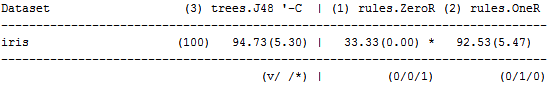 Dataset (3) trees.J48 '-C | (1) rules.ZeroR (2) rules.OneR
--------------------------------------------------------------
iris (100) 94.73(5.30) | 33.33(0.00) * 92.53(5.47)
--------------------------------------------------------------
(v/ /*) | (0/0/1) (0/1/0)